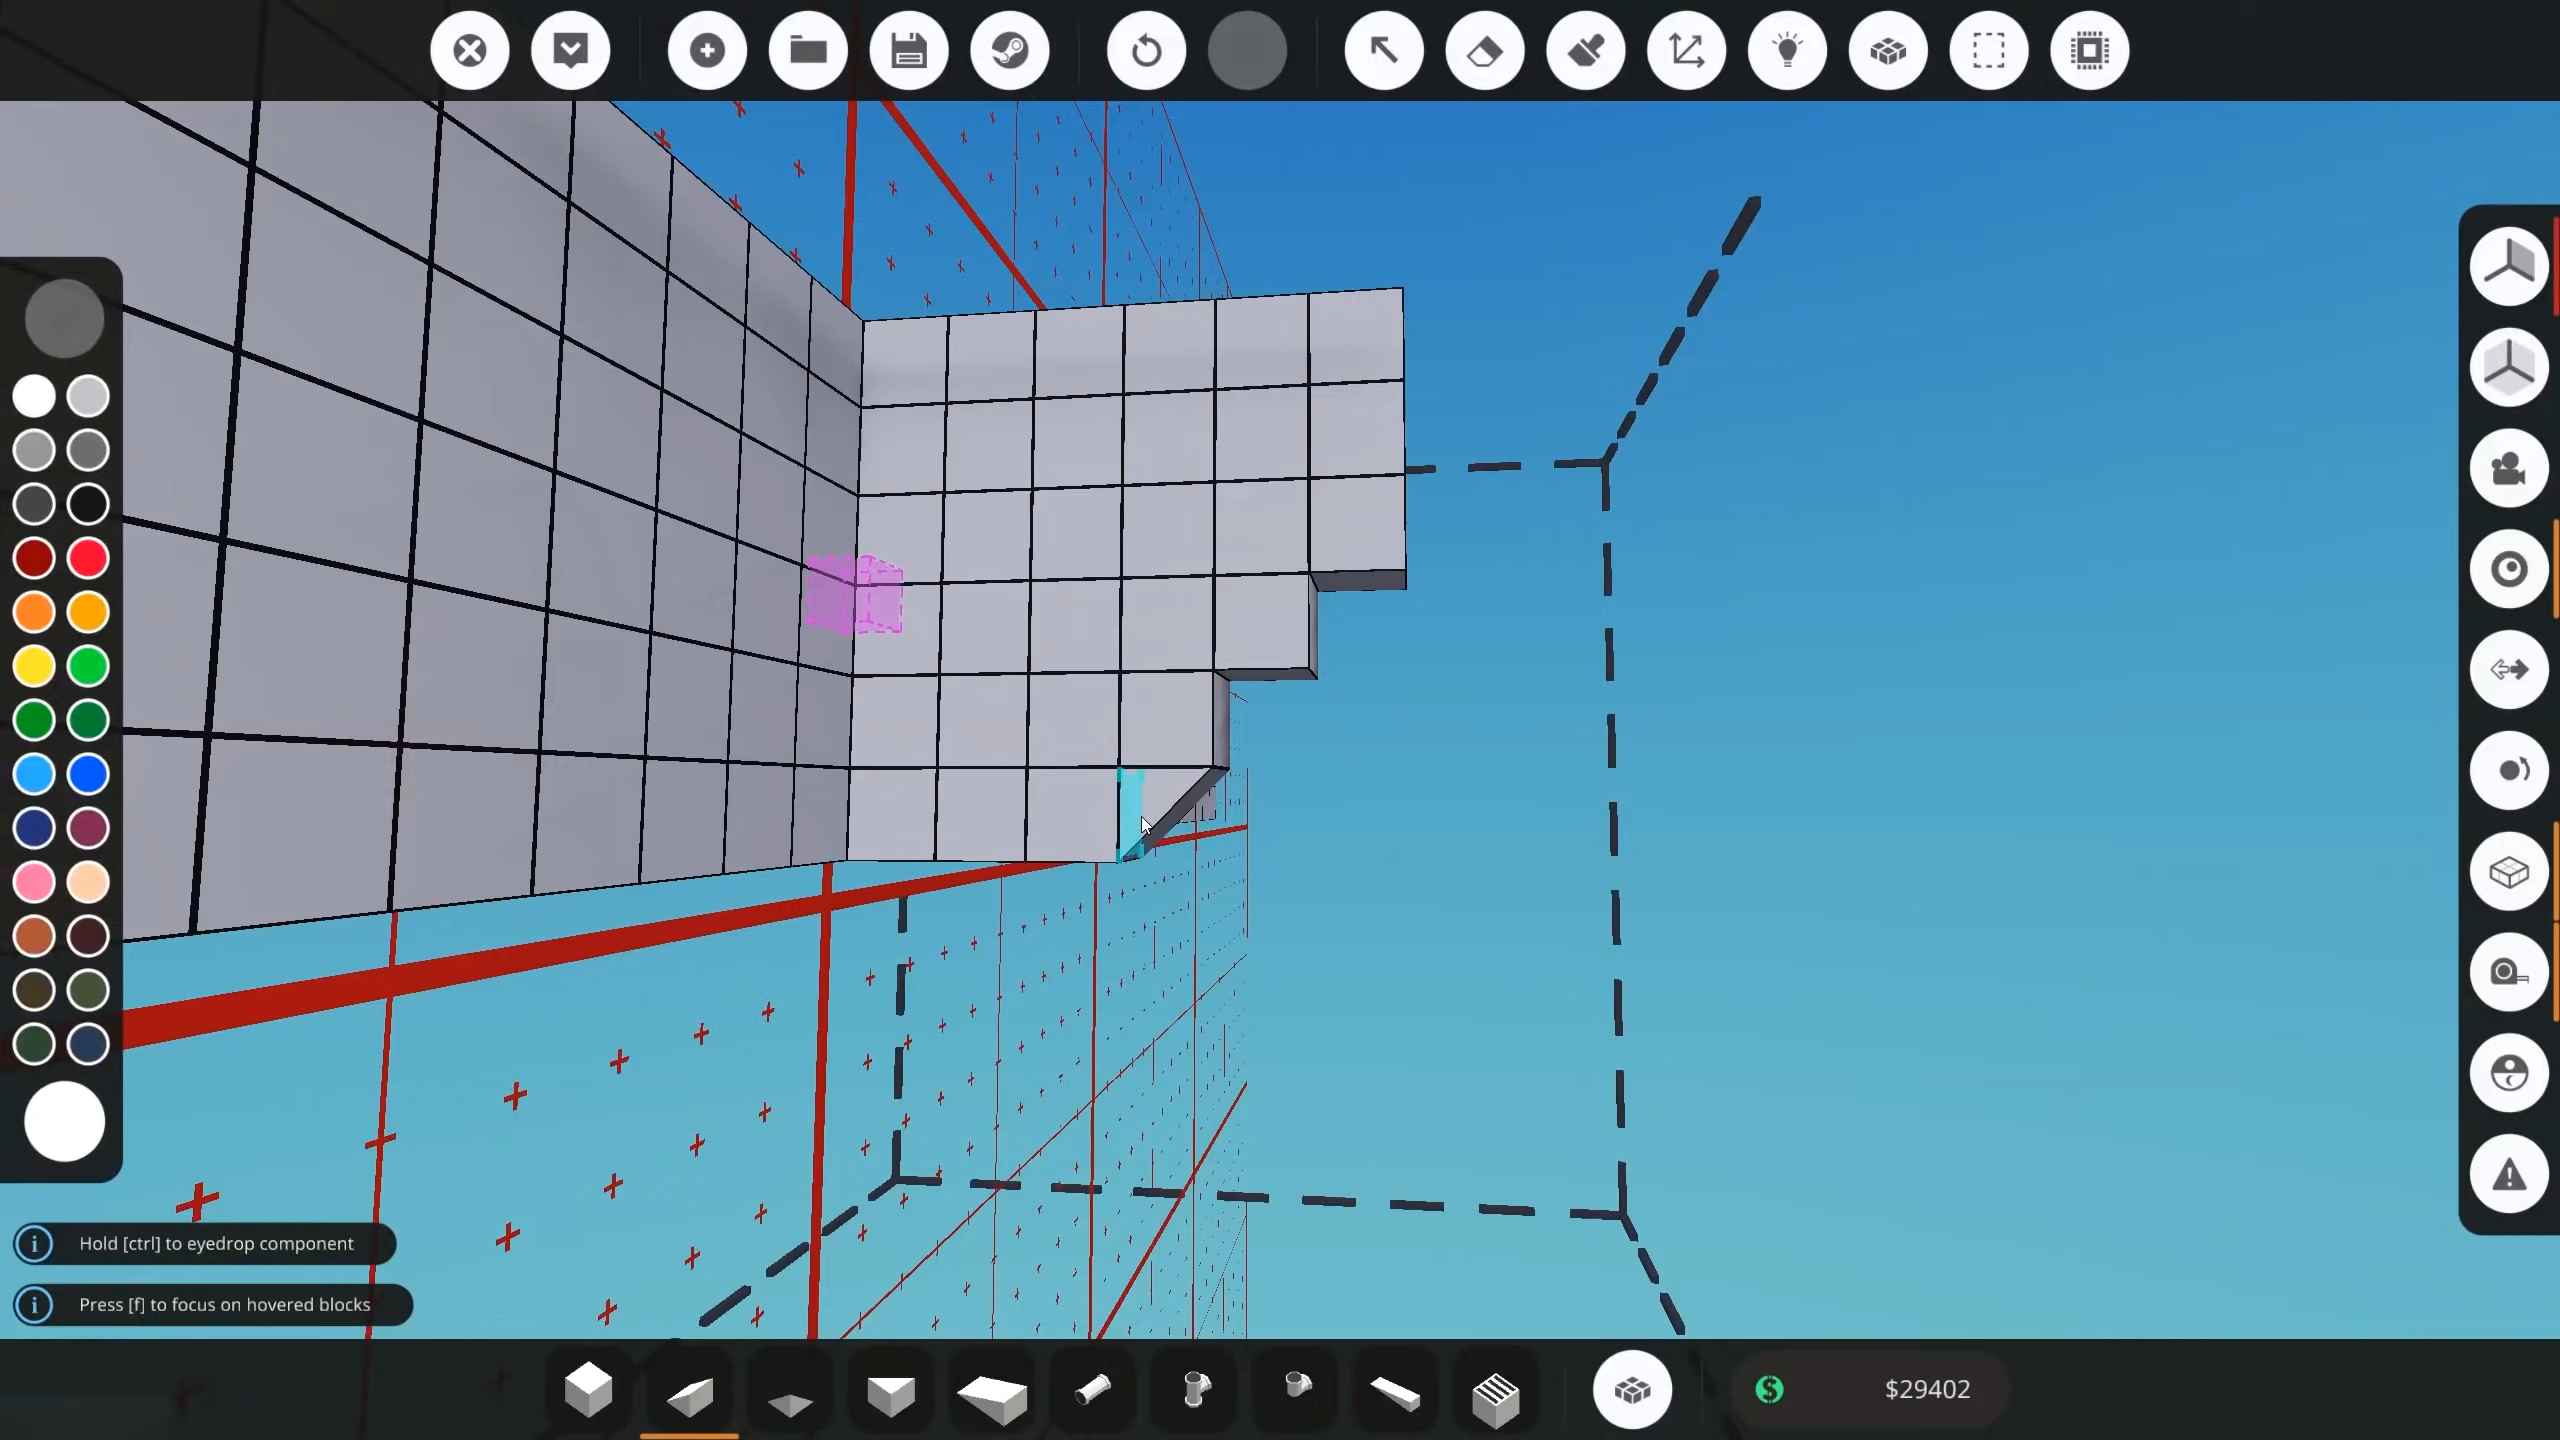 Hold [ctrl] to eyedrop component
Press [f] to focus on hovered blocks
$29402